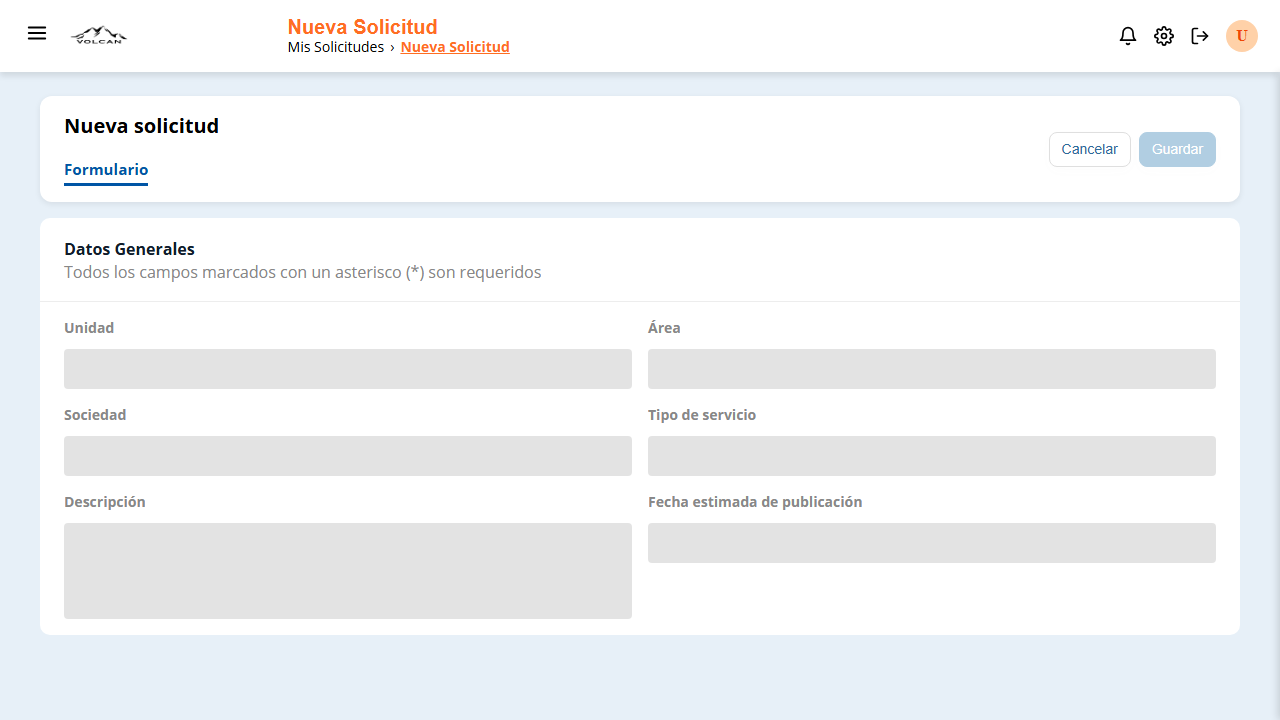 VOLCAN
Nueva Solicitud
Mis Solicitudes › Nueva Solicitud
U
Nueva solicitud
Formulario
Cancelar
Guardar
Datos Generales
Todos los campos marcados con un asterisco (*) son requeridos
Unidad
Área
Sociedad
Tipo de servicio
Descripción
Fecha estimada de publicación